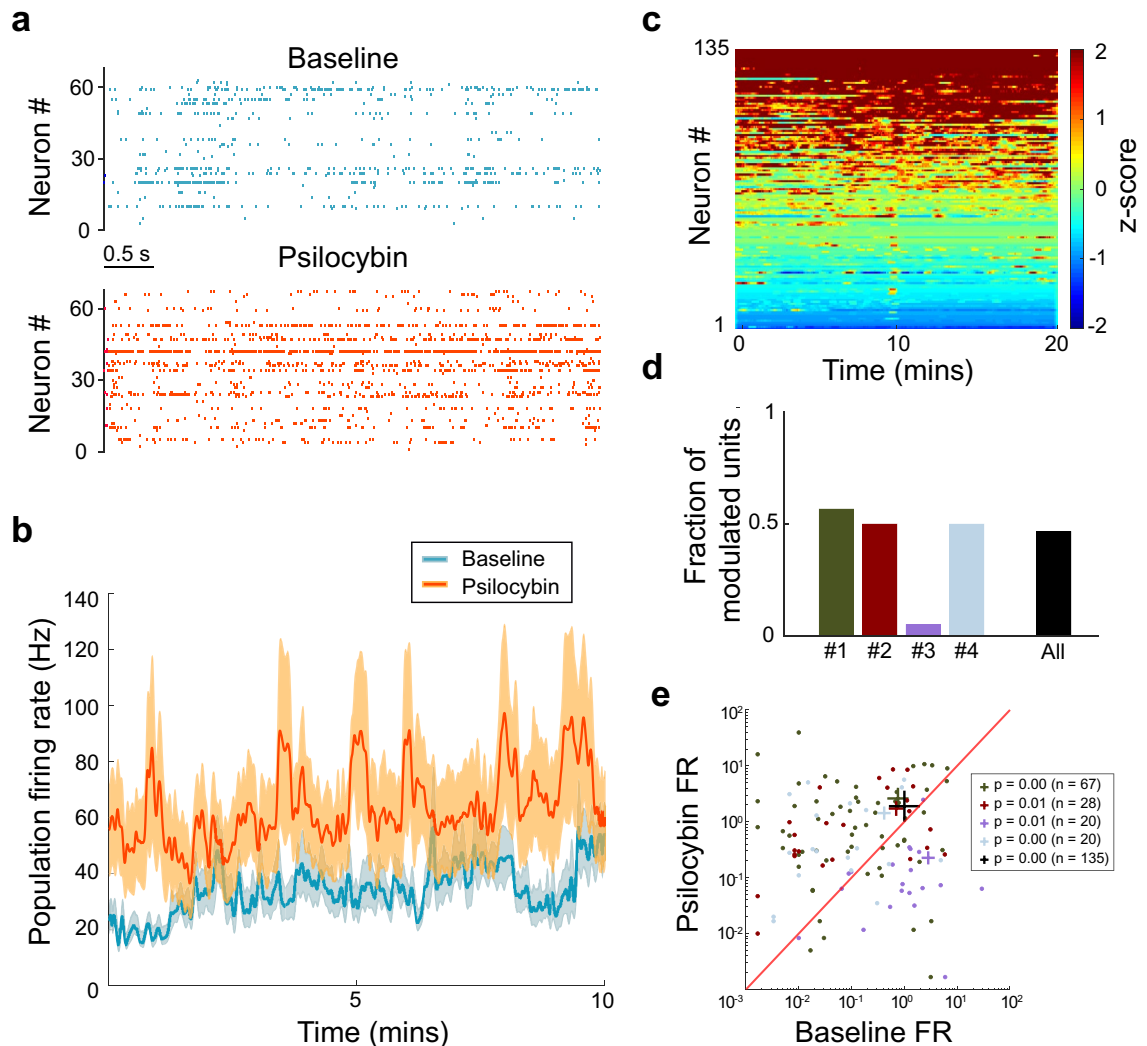 a
Baseline
Neuron #
60
30
0
0.5 s
Psilocybin
Neuron #
60
30
0
b
Baseline
Psilocybin
Population firing rate (Hz)
140
120
100
80
60
40
20
0
5
10
Time (mins)
c
135
Neuron #
1
0
10
20
Time (mins)
2
1
0
-1
-2
z-score
d
Fraction of
modulated units
1
0.5
0
#1 #2 #3 #4 All
e
Psilocybin FR
10²
10¹
10⁰
10⁻¹
10⁻²
10⁻³ 10⁻² 10⁻¹ 10⁰ 10¹ 10²
Baseline FR
p = 0.00 (n = 67)
p = 0.01 (n = 28)
p = 0.01 (n = 20)
p = 0.00 (n = 20)
p = 0.00 (n = 135)